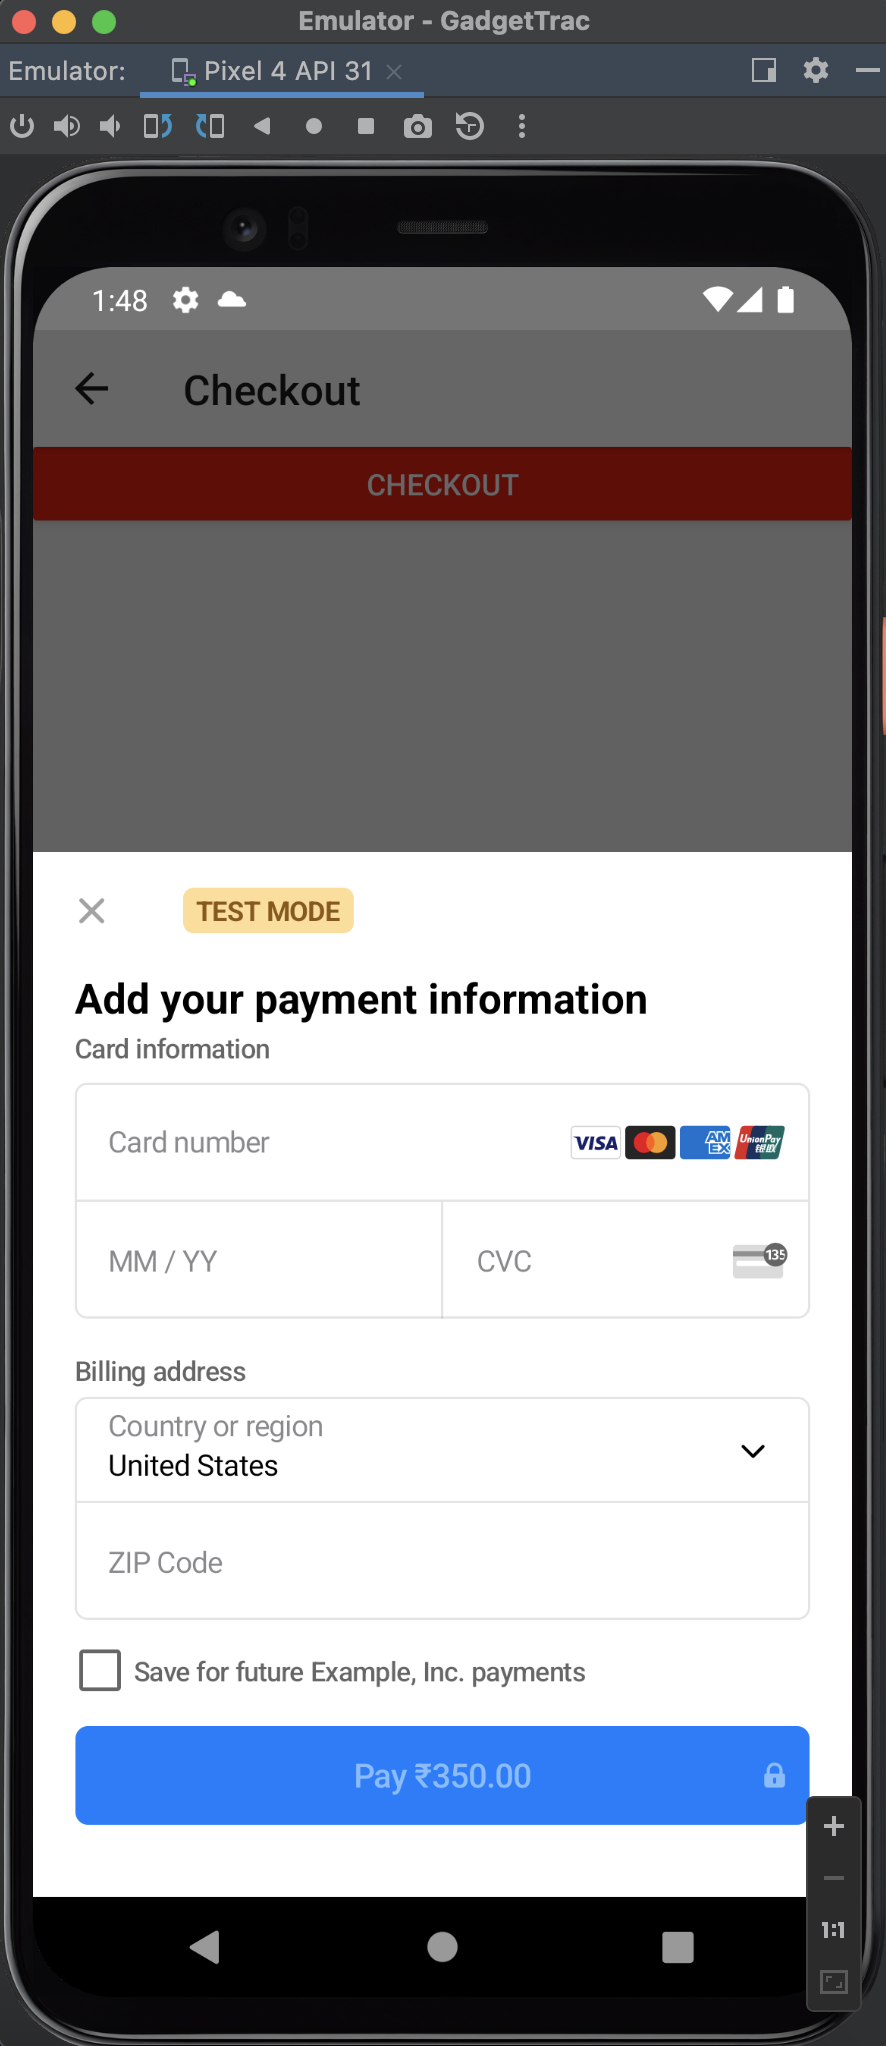 Emulator - GadgetTrac
Emulator: Pixel 4 API 31
1:48
Checkout
CHECKOUT
TEST MODE
Add your payment information
Card information
Card number VISA AMEX UnionPay 银联
MM / YY CVC 135
Billing address
Country or region
United States
ZIP Code
Save for future Example, Inc. payments
Pay ₹350.00
1:1